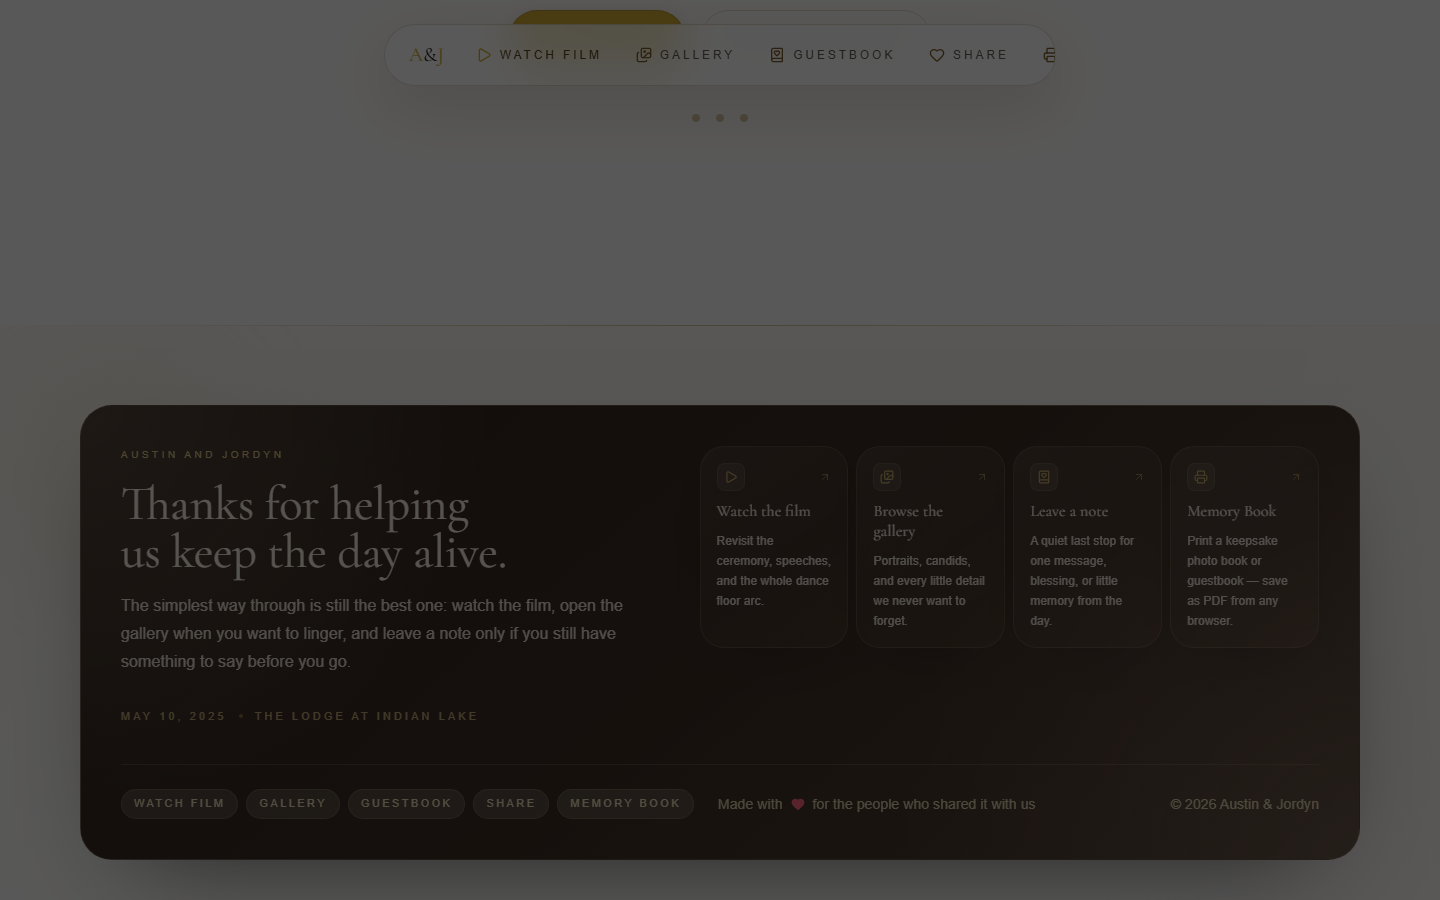 A&J
WATCH FILM
GALLERY
GUESTBOOK
SHARE
AUSTIN AND JORDYN
Thanks for helping
us keep the day alive.
The simplest way through is still the best one: watch the film, open the
gallery when you want to linger, and leave a note only if you still have
something to say before you go.
MAY 10, 2025 • THE LODGE AT INDIAN LAKE
Watch the film
Revisit the
ceremony, speeches,
and the whole dance
floor arc.
Browse the
gallery
Portraits, candids,
and every little detail
we never want to
forget.
Leave a note
A quiet last stop for
one message,
blessing, or little
memory from the
day.
Memory Book
Print a keepsake
photo book or
guestbook — save
as PDF from any
browser.
WATCH FILM
GALLERY
GUESTBOOK
SHARE
MEMORY BOOK
Made with ♥ for the people who shared it with us
© 2026 Austin & Jordyn